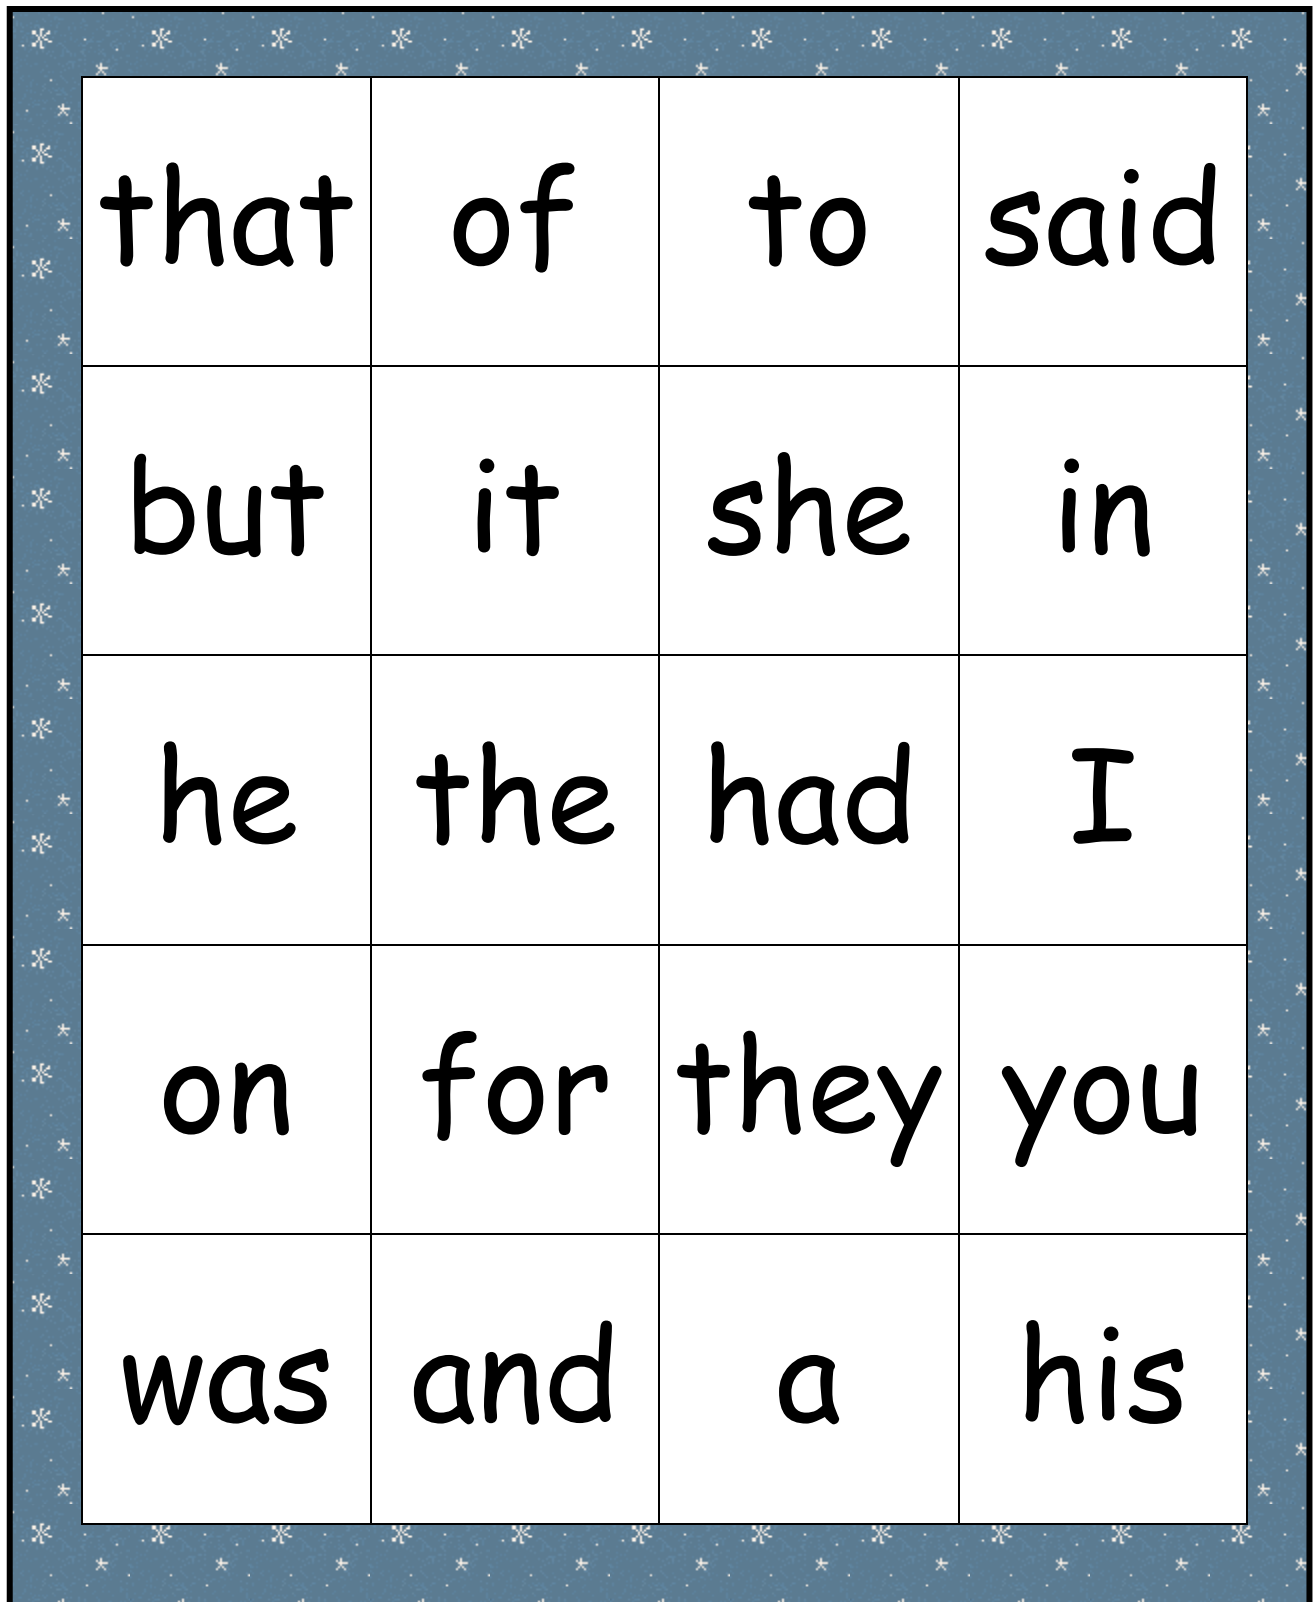 that of to said
but it she in
he the had I
on for they you
was and a his